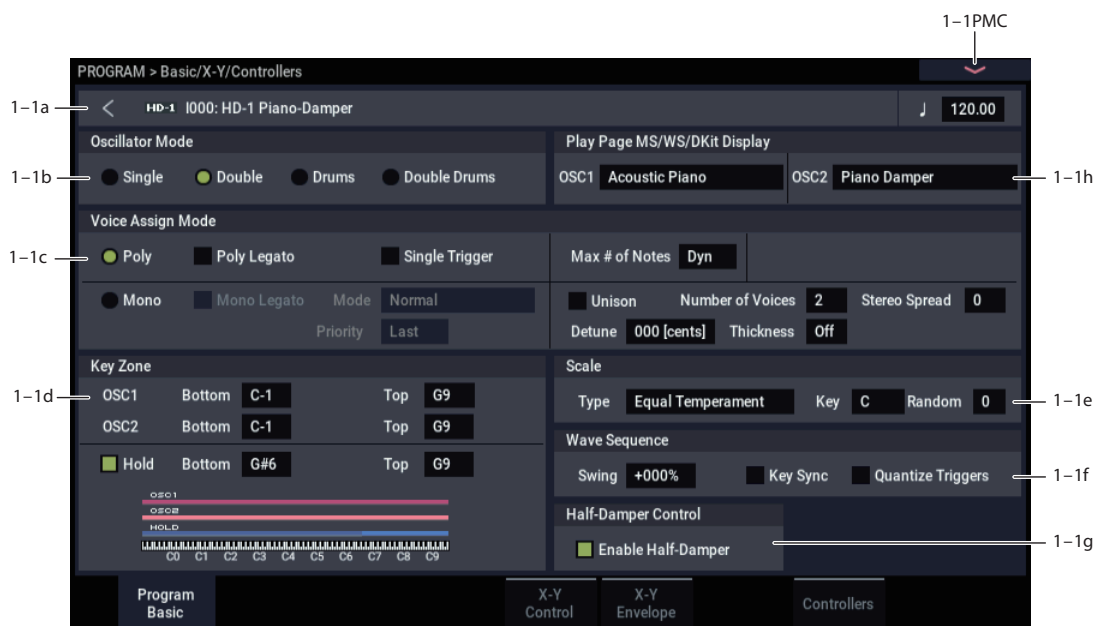 1–1PMC
PROGRAM > Basic/X-Y/Controllers
1–1a
HD-1 I000: HD-1 Piano-Damper
♩ 120.00
Oscillator Mode
Play Page MS/WS/DKit Display
1–1b
Single Double Drums Double Drums
OSC1 Acoustic Piano OSC2 Piano Damper
1–1h
Voice Assign Mode
1–1c
Poly Poly Legato Single Trigger
Max # of Notes Dyn
Mono Mono Legato Mode Normal
Priority Last
Unison Number of Voices 2 Stereo Spread 0
Detune 000 [cents] Thickness Off
Key Zone
1–1d
OSC1 Bottom C-1 Top G9
OSC2 Bottom C-1 Top G9
Hold Bottom G#6 Top G9
OSC1
OSC2
HOLD
C0 C1 C2 C3 C4 C5 C6 C7 C8 C9
Scale
Type Equal Temperament Key C Random 0
1–1e
Wave Sequence
Swing +000% Key Sync Quantize Triggers
1–1f
Half-Damper Control
Enable Half-Damper
1–1g
Program
Basic
X-Y
Control
X-Y
Envelope
Controllers